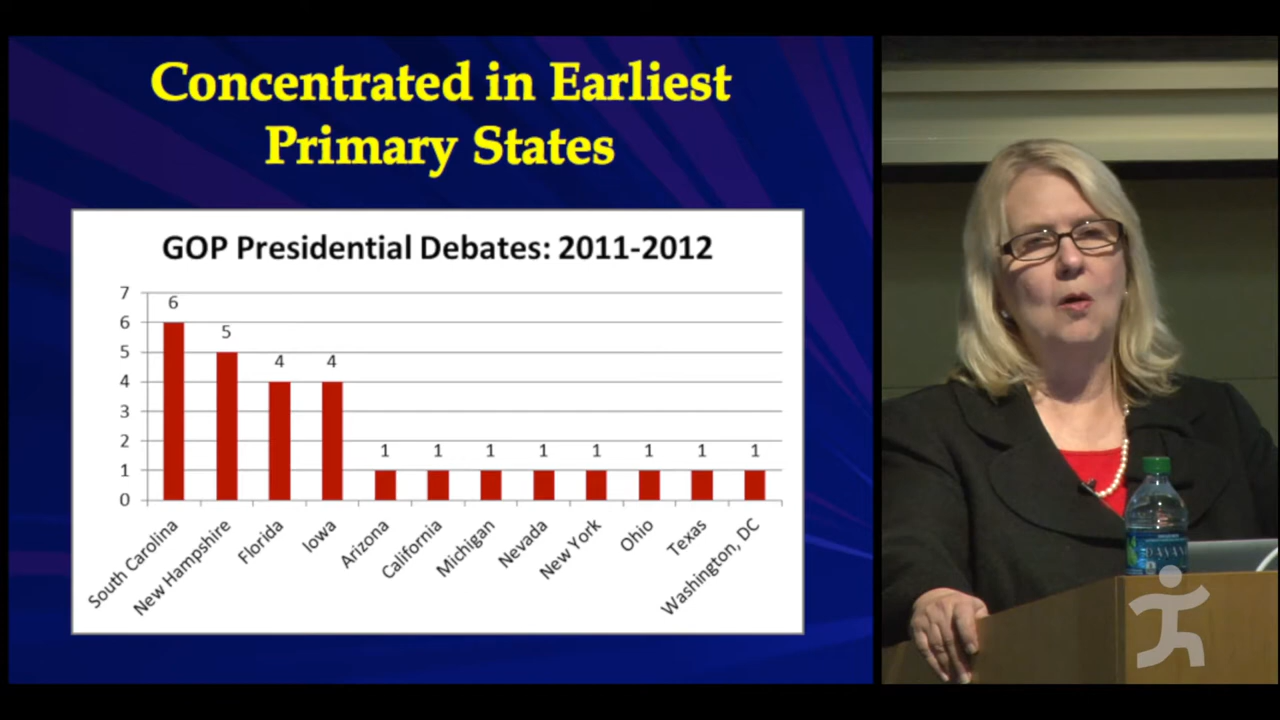 Concentrated in Earliest
Primary States
GOP Presidential Debates: 2011-2012
7
6
5
4
3
2
1
0
6
5
4
4
1
1
1
1
1
1
1
1
South Carolina
New Hampshire
Florida
Iowa
Arizona
California
Michigan
Nevada
New York
Ohio
Texas
Washington, DC